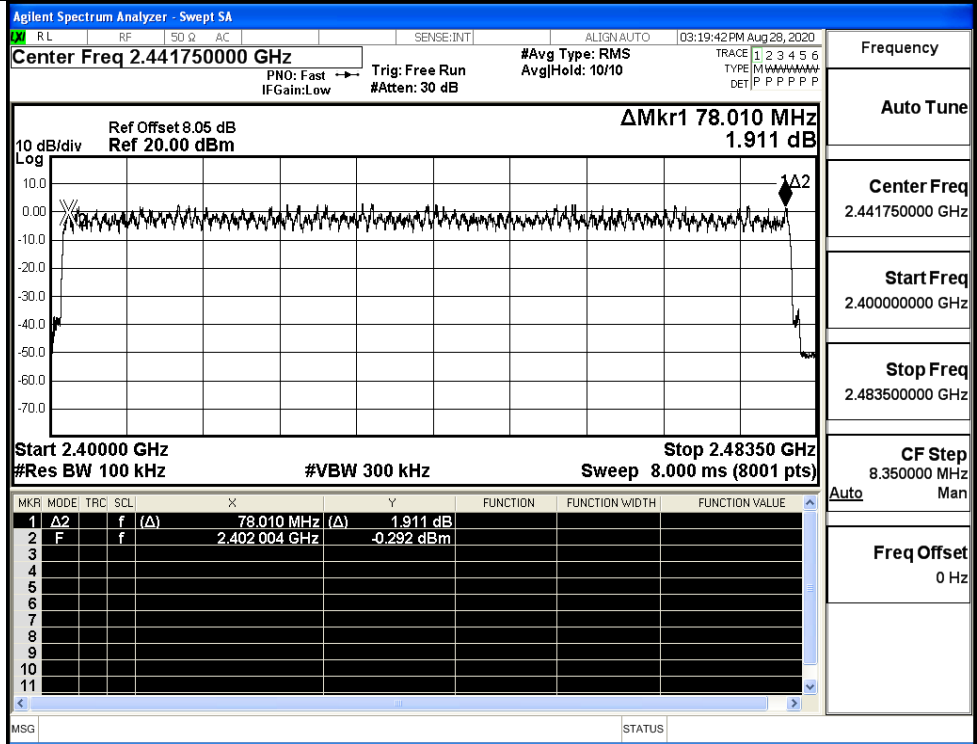 Agilent Spectrum Analyzer - Swept SA
LXI RL RF 50 Ω AC SENSE:INT ALIGNAUTO 03:19:42 PM Aug 28, 2020
Center Freq 2.441750000 GHz
PNO: Fast
IFGain:Low
Trig: Free Run
#Atten: 30 dB
#Avg Type: RMS
Avg|Hold: 10/10
TRACE 1 2 3 4 5 6
TYPE M WWWWW
DET P P P P P P
Ref Offset 8.05 dB
10 dB/div Ref 20.00 dBm
Log
ΔMkr1 78.010 MHz
1.911 dB
10.0
0.00
-10.0
-20.0
-30.0
-40.0
-50.0
-60.0
-70.0
1Δ2
Start 2.40000 GHz Stop 2.48350 GHz
#Res BW 100 kHz #VBW 300 kHz Sweep 8.000 ms (8001 pts)
MKR MODE TRC SCL X Y FUNCTION FUNCTION WIDTH FUNCTION VALUE
1 Δ2 f (Δ) 78.010 MHz (Δ) 1.911 dB
2 F f 2.402 004 GHz -0.292 dBm
3
4
5
6
7
8
9
10
11
MSG STATUS
Frequency
Auto Tune
Center Freq
2.441750000 GHz
Start Freq
2.400000000 GHz
Stop Freq
2.483500000 GHz
CF Step
8.350000 MHz
Auto Man
Freq Offset
0 Hz